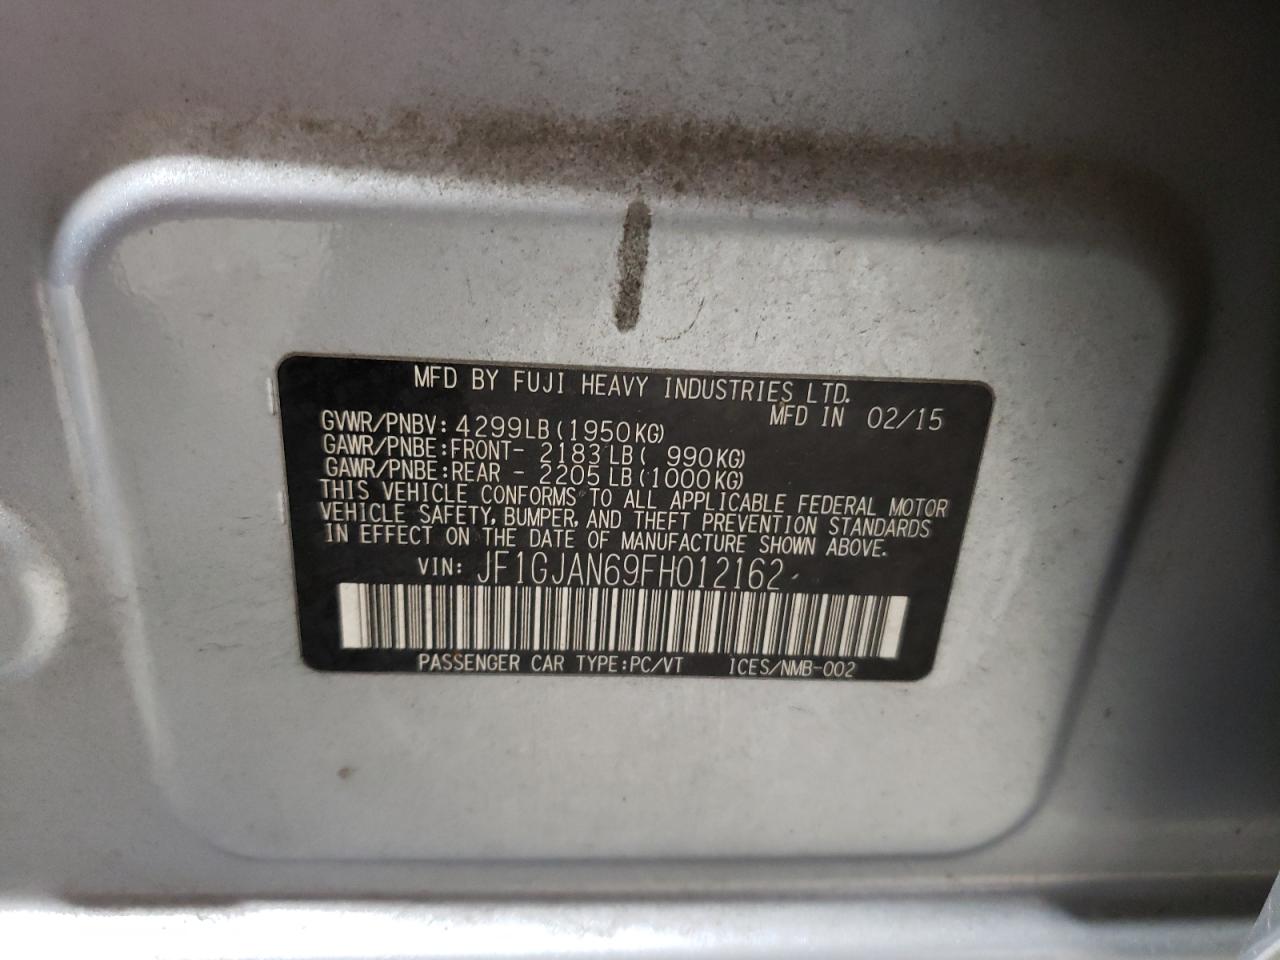 MFD BY FUJI HEAVY INDUSTRIES LTD.
MFD IN 02/15
GVWR/PNBV: 4299LB(1950KG)
GAWR/PNBE:FRONT- 2183LB( 990KG)
GAWR/PNBE:REAR - 2205LB(1000KG)
THIS VEHICLE CONFORMS TO ALL APPLICABLE FEDERAL MOTOR
VEHICLE SAFETY, BUMPER, AND THEFT PREVENTION STANDARDS
IN EFFECT ON THE DATE OF MANUFACTURE SHOWN ABOVE.
VIN: JF1GJAN69FH012162
PASSENGER CAR TYPE:PC/VT ICES/NMB-002